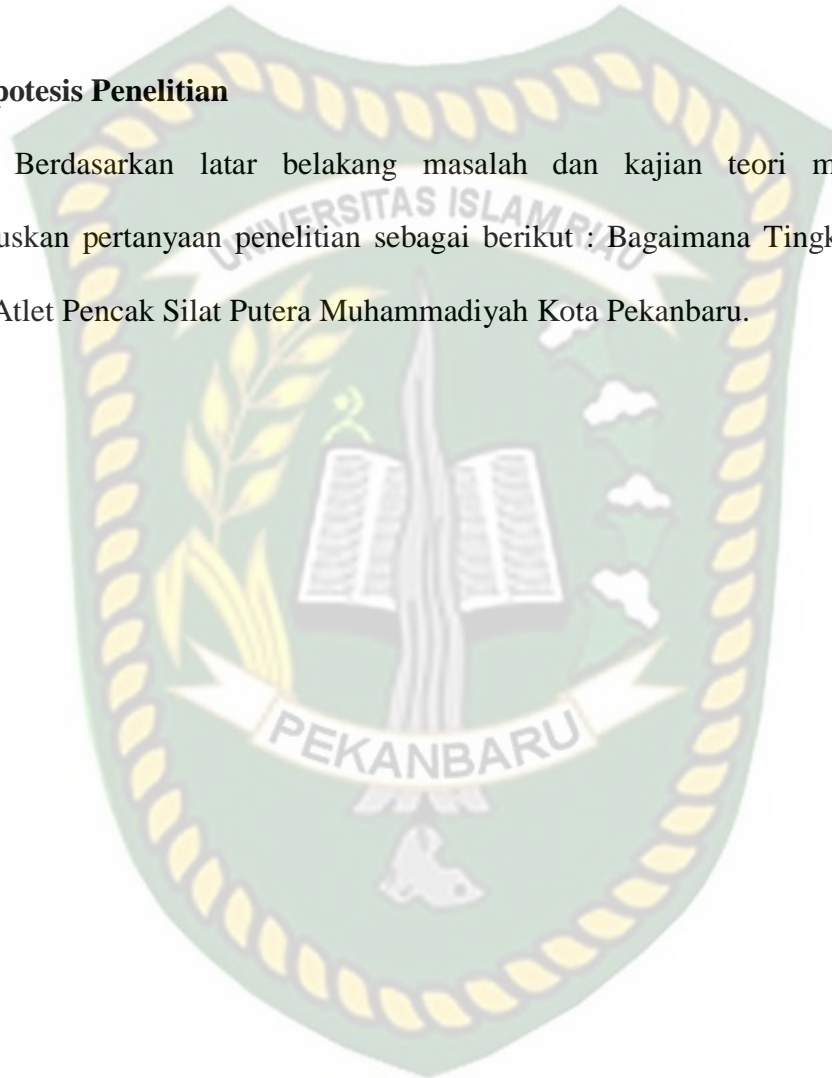 potesis Penelitian
Berdasarkan latar belakang masalah dan kajian teori m
uskan pertanyaan penelitian sebagai berikut : Bagaimana Tingk
Atlet Pencak Silat Putera Muhammadiyah Kota Pekanbaru.
UNIVERSITAS ISLAM RIAU
PEKANBARU